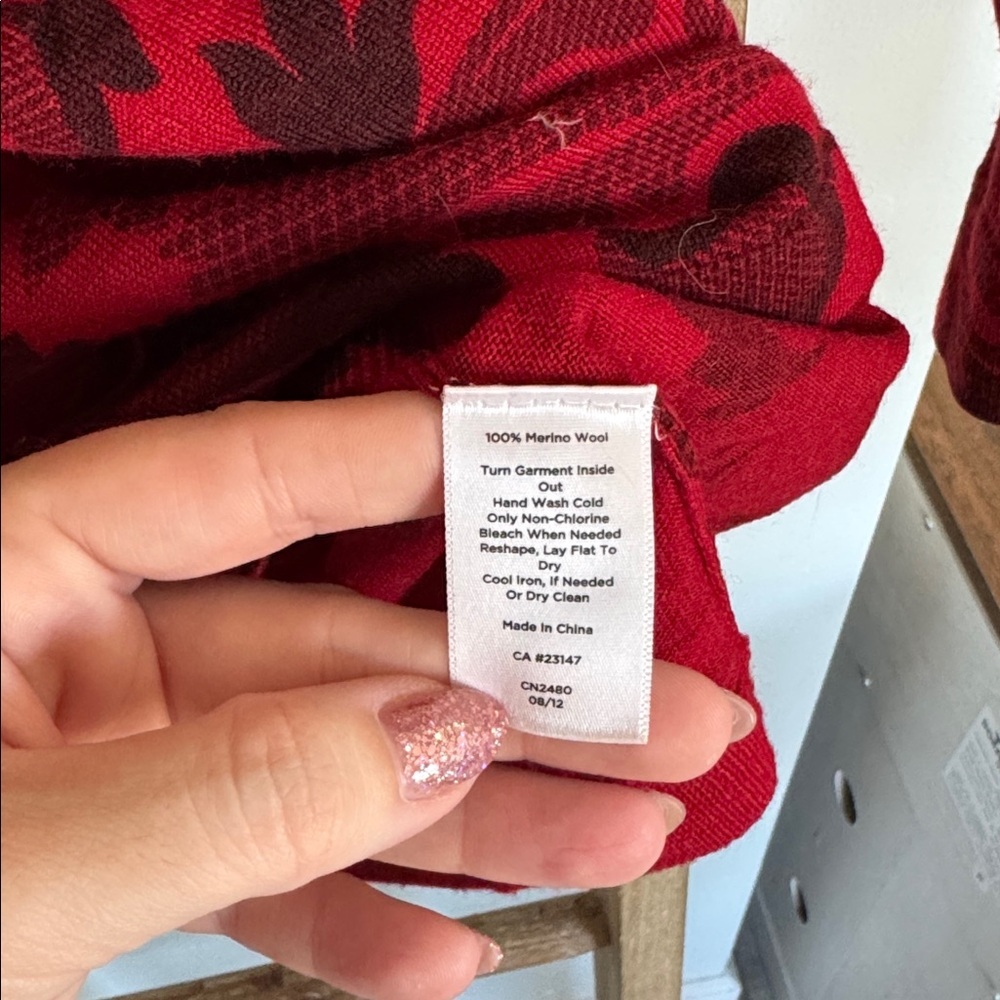 100% Merino Wool
Turn Garment Inside
Out
Hand Wash Cold
Only Non-Chlorine
Bleach When Needed
Reshape, Lay Flat To
Dry
Cool Iron, If Needed
Or Dry Clean
Made In China
CA #23147
CN2480
08/12